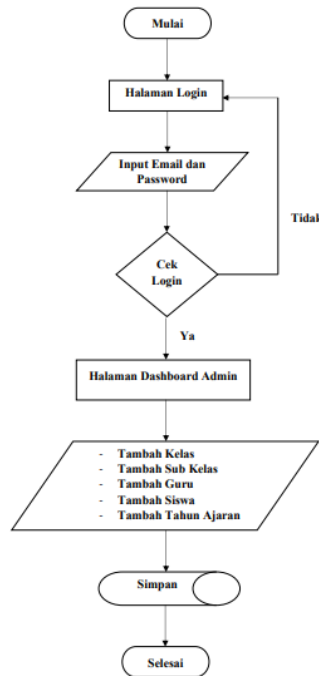 Mulai
Halaman Login
Input Email dan
Password
Tidak
Cek
Login
Ya
Halaman Dashboard Admin
- Tambah Kelas
- Tambah Sub Kelas
- Tambah Guru
- Tambah Siswa
- Tambah Tahun Ajaran
Simpan
Selesai